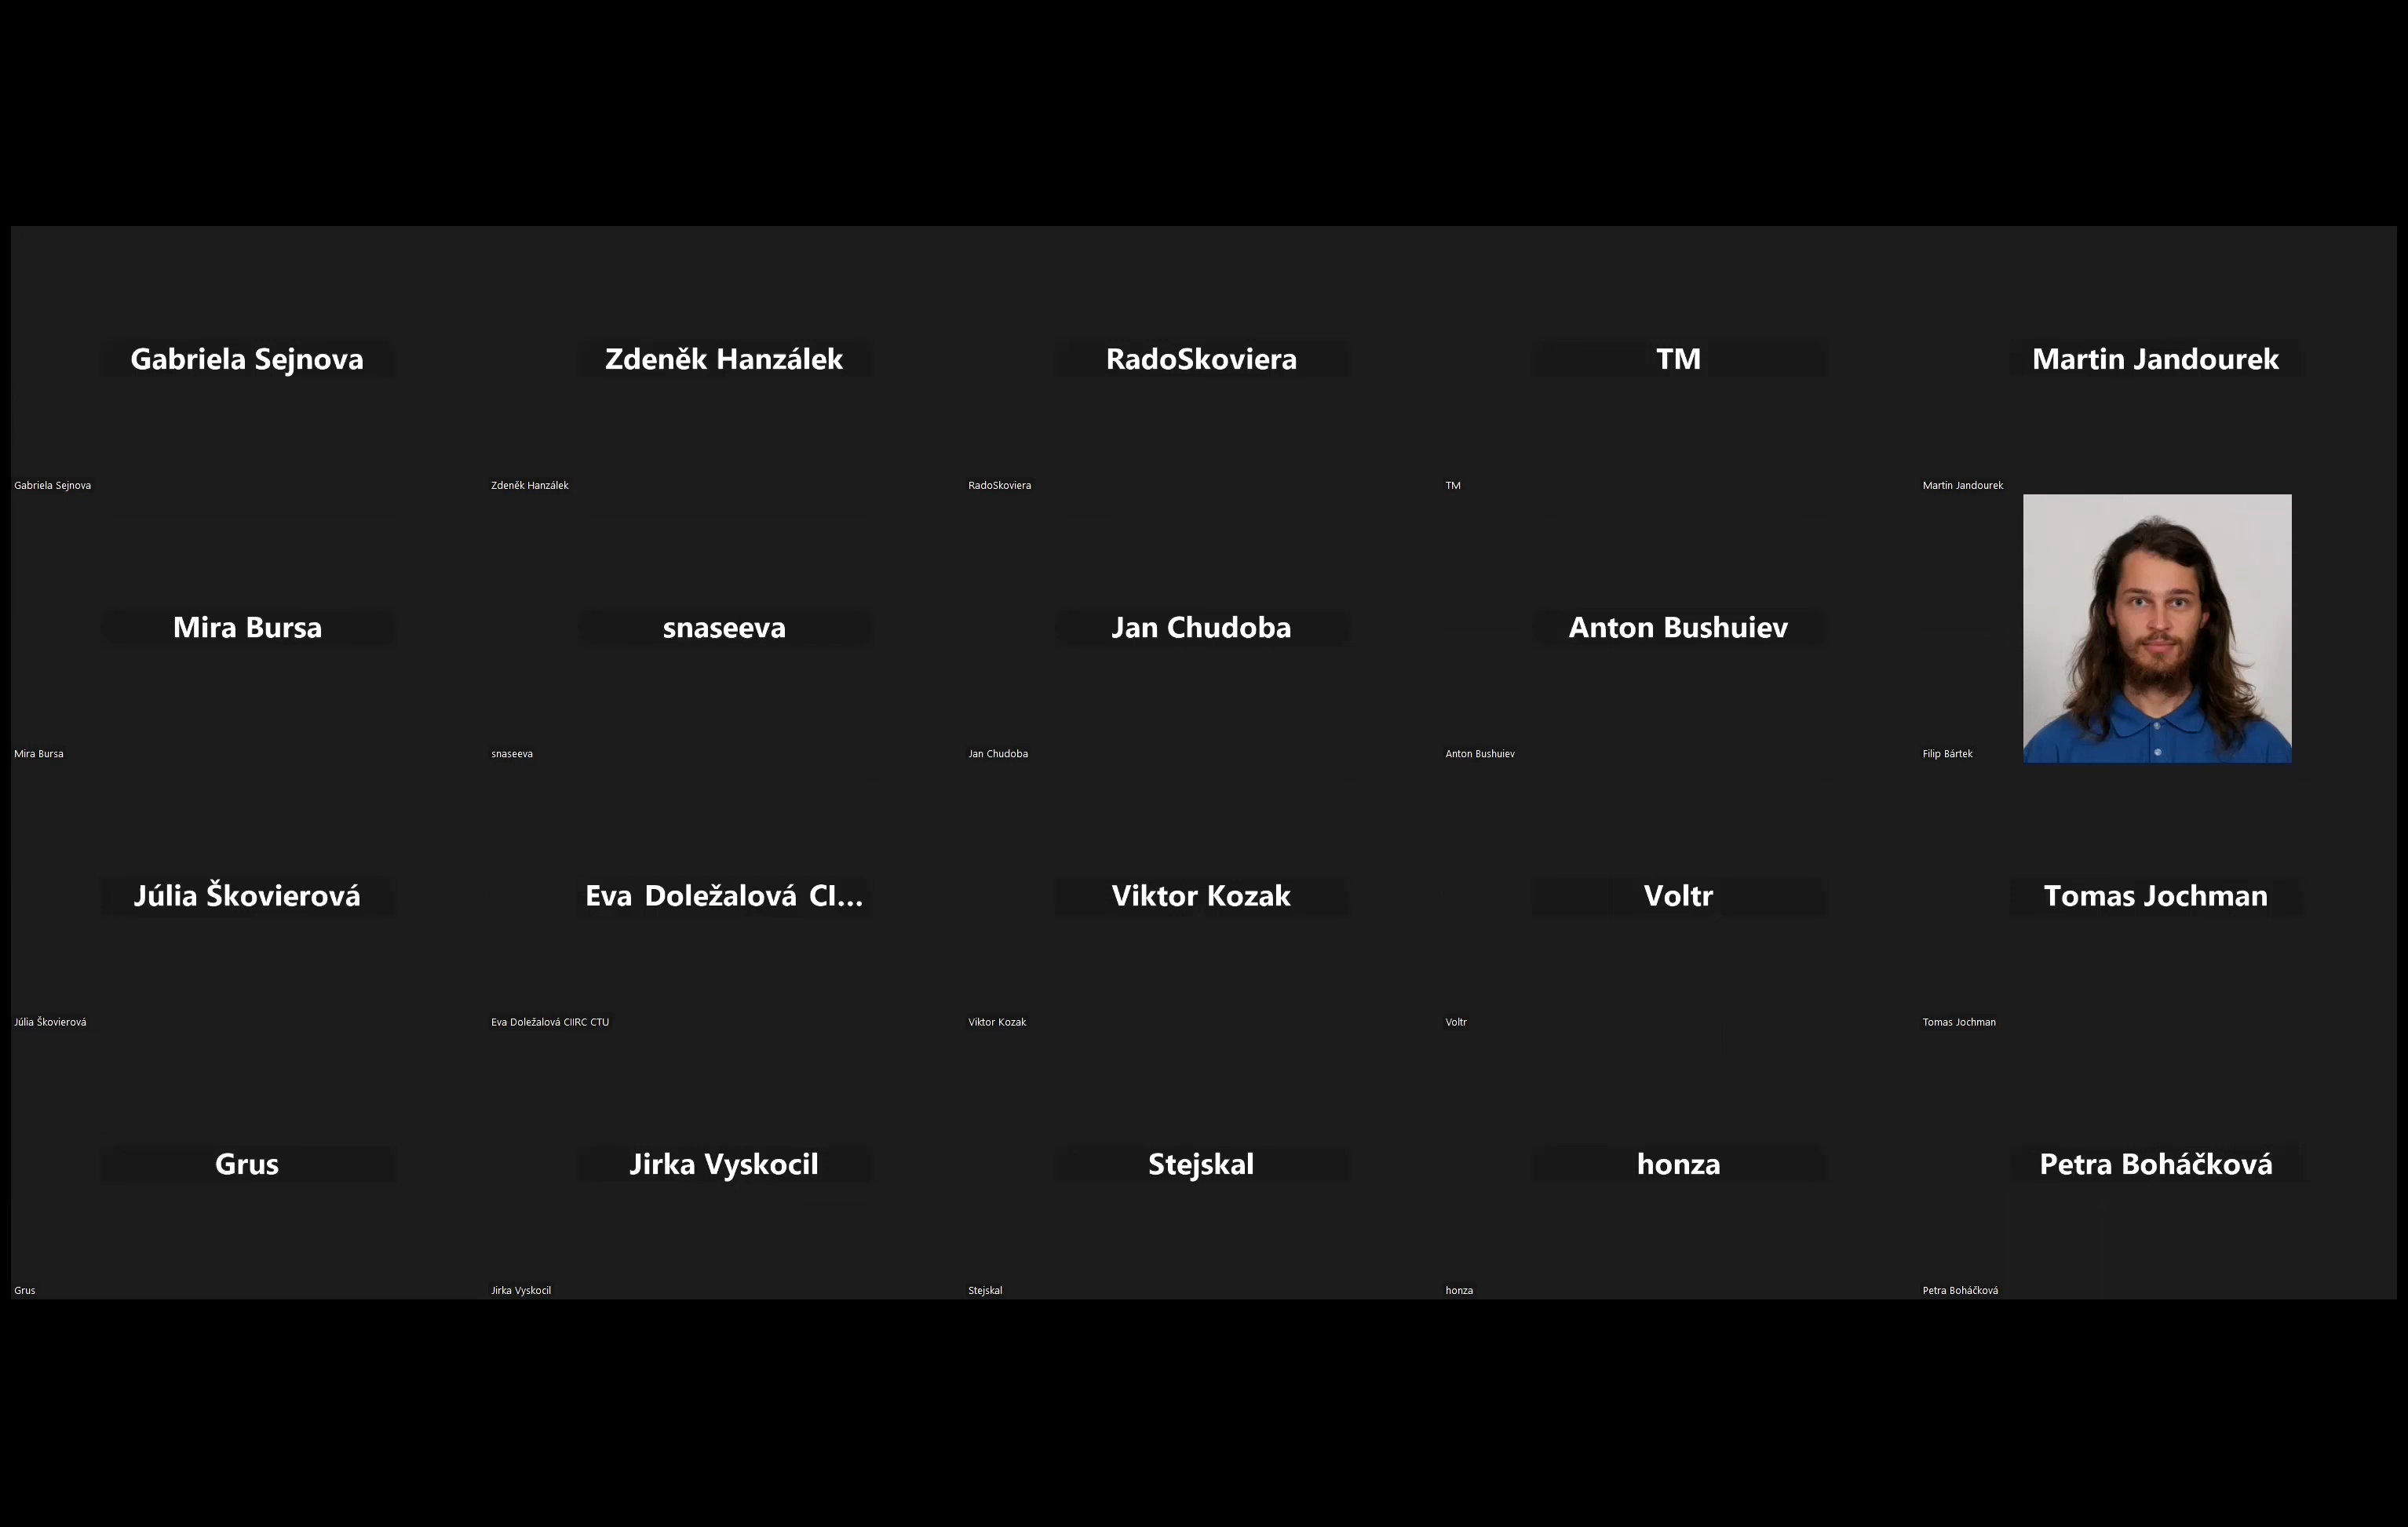 Gabriela Sejnova
Zdeněk Hanzálek
RadoSkoviera
TM
Martin Jandourek
Gabriela Sejnova
Zdeněk Hanzálek
RadoSkoviera
TM
Martin Jandourek
Mira Bursa
snaseeva
Jan Chudoba
Anton Bushuiev
Mira Bursa
snaseeva
Jan Chudoba
Anton Bushuiev
Filip Bártek
Júlia Škovierová
Eva Doležalová CI...
Viktor Kozak
Voltr
Tomas Jochman
Júlia Škovierová
Eva Doležalová CIIRC CTU
Viktor Kozak
Voltr
Tomas Jochman
Grus
Jirka Vyskocil
Stejskal
honza
Petra Boháčková
Grus
Jirka Vyskocil
Stejskal
honza
Petra Boháčková